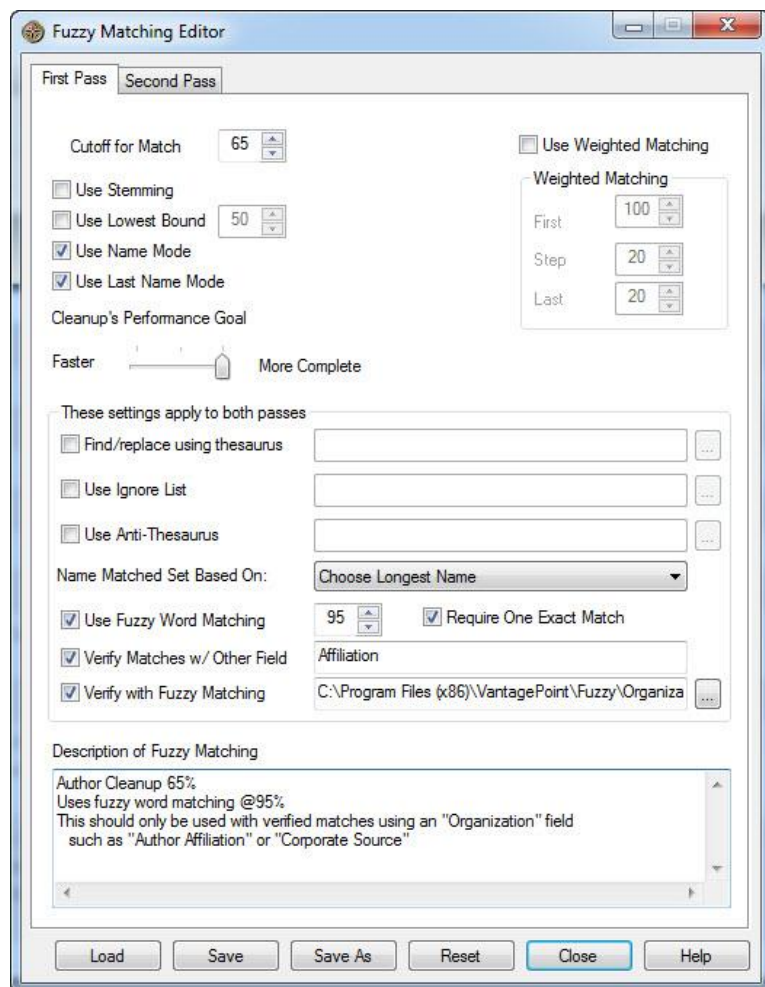 Fuzzy Matching Editor
First Pass Second Pass
Cutoff for Match 65 Use Weighted Matching
Use Stemming Weighted Matching
Use Lowest Bound 50 First 100
Use Name Mode Step 20
Use Last Name Mode Last 20
Cleanup's Performance Goal
Faster More Complete
These settings apply to both passes
Find/replace using thesaurus ...
Use Ignore List ...
Use Anti-Thesaurus ...
Name Matched Set Based On: Choose Longest Name
Use Fuzzy Word Matching 95 Require One Exact Match
Verify Matches w/ Other Field Affiliation
Verify with Fuzzy Matching C:\Program Files (x86)\VantagePoint\Fuzzy\Organiza ...
Description of Fuzzy Matching
Author Cleanup 65%
Uses fuzzy word matching @95%
This should only be used with verified matches using an "Organization" field
such as "Author Affiliation" or "Corporate Source"
Load Save Save As Reset Close Help